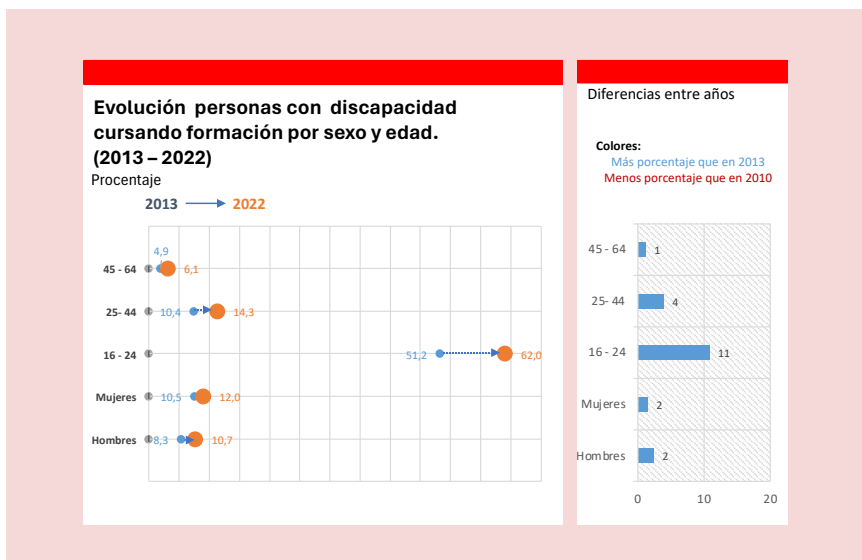 Evolución personas con discapacidad
cursando formación por sexo y edad.
(2013 – 2022)
Procentaje
2013 2022
4,9
45 - 64 6,1
25- 44 10,4 14,3
16 - 24 51,2 62,0
Mujeres 10,5 12,0
Hombres 8,3 10,7
Diferencias entre años
Colores:
Más porcentaje que en 2013
Menos porcentaje que en 2010
45 - 64 1
25- 44 4
16 - 24 11
Mujeres 2
Hombres 2
0 10 20